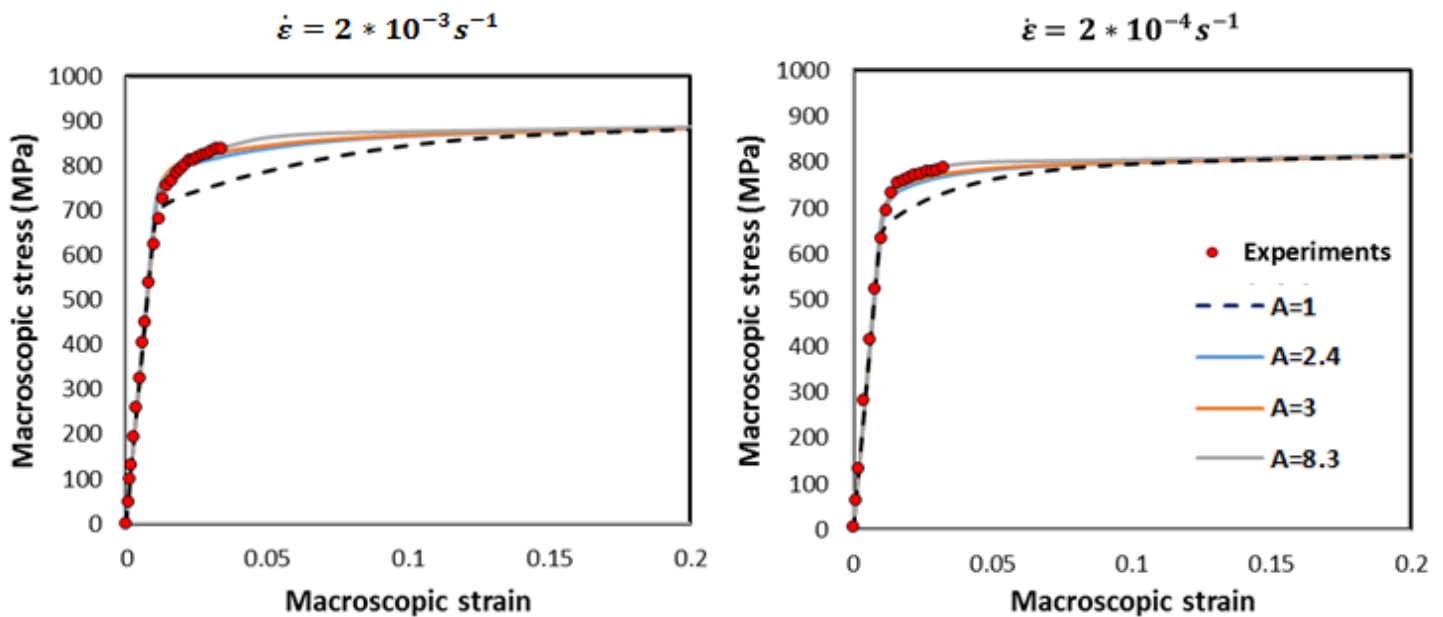 ε̇ = 2 * 10⁻³s⁻¹
1000
900
800
700
600
500
400
300
200
100
0
Macroscopic stress (MPa)
0 0.05 0.1 0.15 0.2
Macroscopic strain
ε̇ = 2 * 10⁻⁴s⁻¹
1000
900
800
700
600
500
400
300
200
100
0
Macroscopic stress (MPa)
Experiments
A=1
A=2.4
A=3
A=8.3
0 0.05 0.1 0.15 0.2
Macroscopic strain